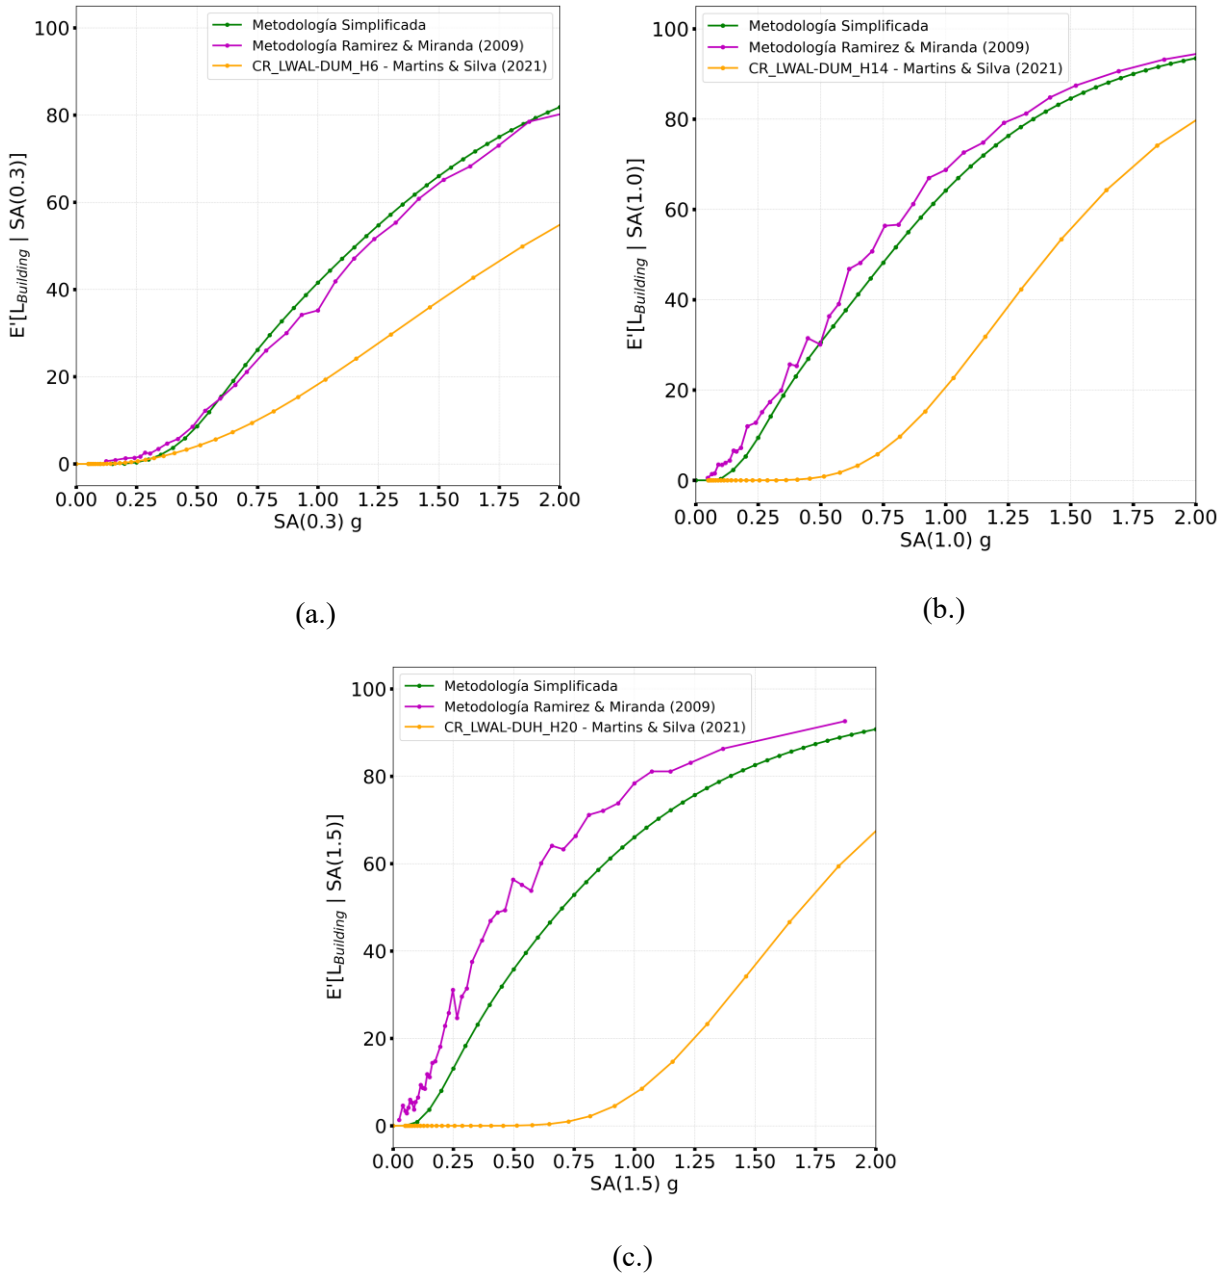 Metodología Simplificada
Metodología Ramirez & Miranda (2009)
CR_LWAL-DUM_H6 - Martins & Silva (2021)
100
80
60
40
20
0
E'[L_Building | SA(0.3)]
0.00 0.25 0.50 0.75 1.00 1.25 1.50 1.75 2.00
SA(0.3) g
(a.)
Metodología Simplificada
Metodología Ramirez & Miranda (2009)
CR_LWAL-DUM_H14 - Martins & Silva (2021)
100
80
60
40
20
0
E'[L_Building | SA(1.0)]
0.00 0.25 0.50 0.75 1.00 1.25 1.50 1.75 2.00
SA(1.0) g
(b.)
Metodología Simplificada
Metodología Ramirez & Miranda (2009)
CR_LWAL-DUH_H20 - Martins & Silva (2021)
100
80
60
40
20
0
E'[L_Building | SA(1.5)]
0.00 0.25 0.50 0.75 1.00 1.25 1.50 1.75 2.00
SA(1.5) g
(c.)